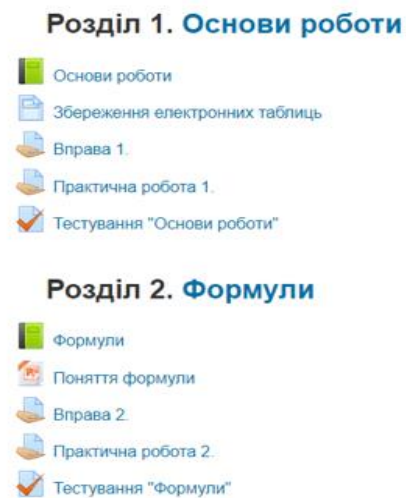 Розділ 1. Основи роботи
Основи роботи
Збереження електронних таблиць
Вправа 1.
Практична робота 1.
Тестування "Основи роботи"
Розділ 2. Формули
Формули
Поняття формули
Вправа 2.
Практична робота 2.
Тестування "Формули"